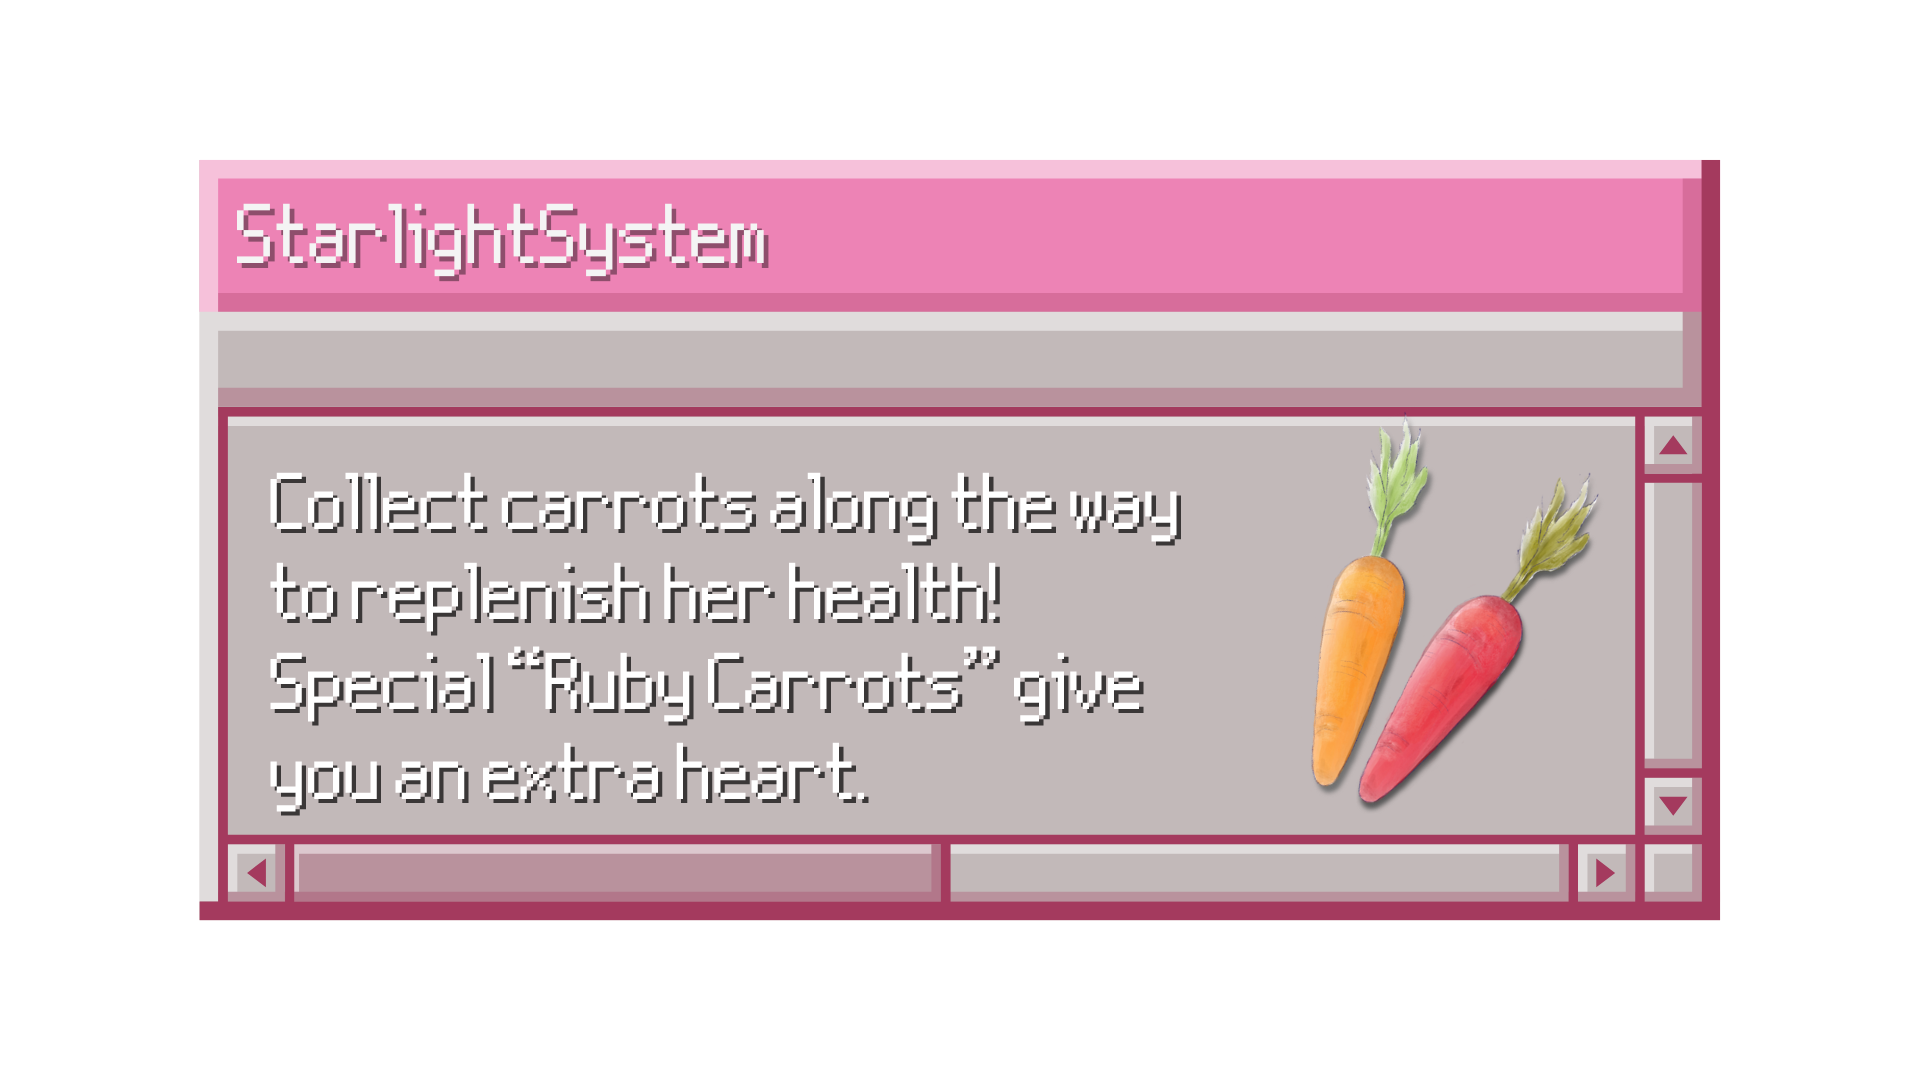 StarlightSystem
Collect carrots along the way
to replenish her health!
Special “Ruby Carrots” give
you an extra heart.